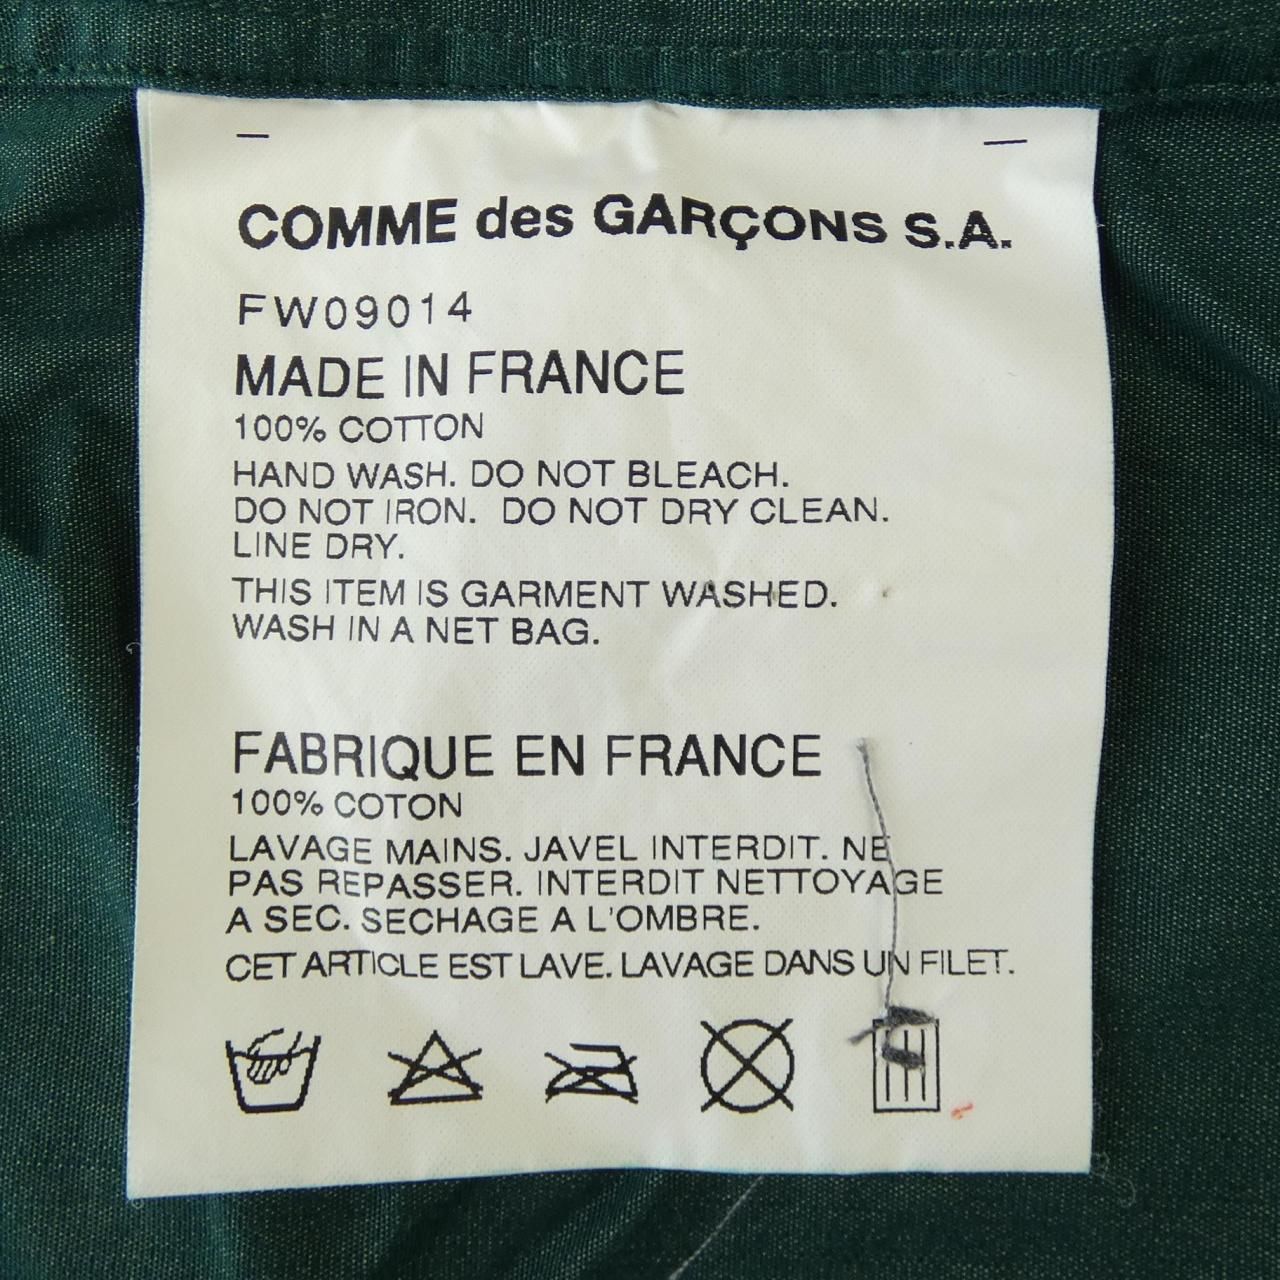 COMME des GARÇONS S.A.
FW09014
MADE IN FRANCE
100% COTTON
HAND WASH. DO NOT BLEACH.
DO NOT IRON. DO NOT DRY CLEAN.
LINE DRY.
THIS ITEM IS GARMENT WASHED.
WASH IN A NET BAG.
FABRIQUE EN FRANCE
100% COTON
LAVAGE MAINS. JAVEL INTERDIT. NE
PAS REPASSER. INTERDIT NETTOYAGE
A SEC. SECHAGE A L'OMBRE.
CET ARTICLE EST LAVE. LAVAGE DANS UN FILET.